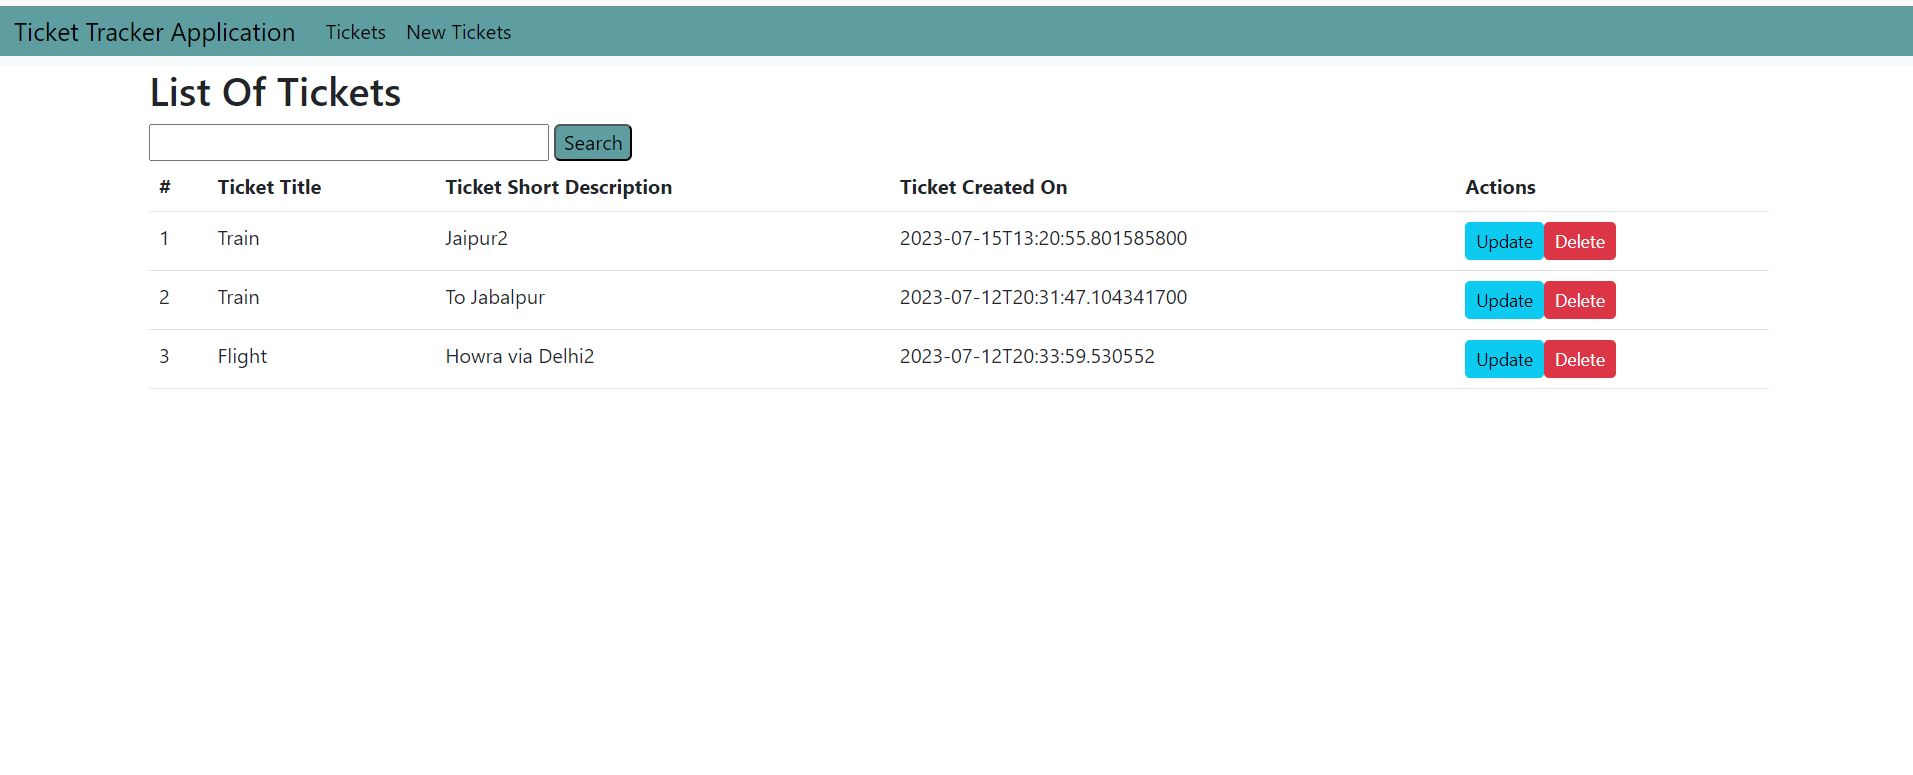 Ticket Tracker Application Tickets New Tickets
List Of Tickets
Search
# Ticket Title Ticket Short Description Ticket Created On Actions
1 Train Jaipur2 2023-07-15T13:20:55.801585800 Update Delete
2 Train To Jabalpur 2023-07-12T20:31:47.104341700 Update Delete
3 Flight Howra via Delhi2 2023-07-12T20:33:59.530552 Update Delete